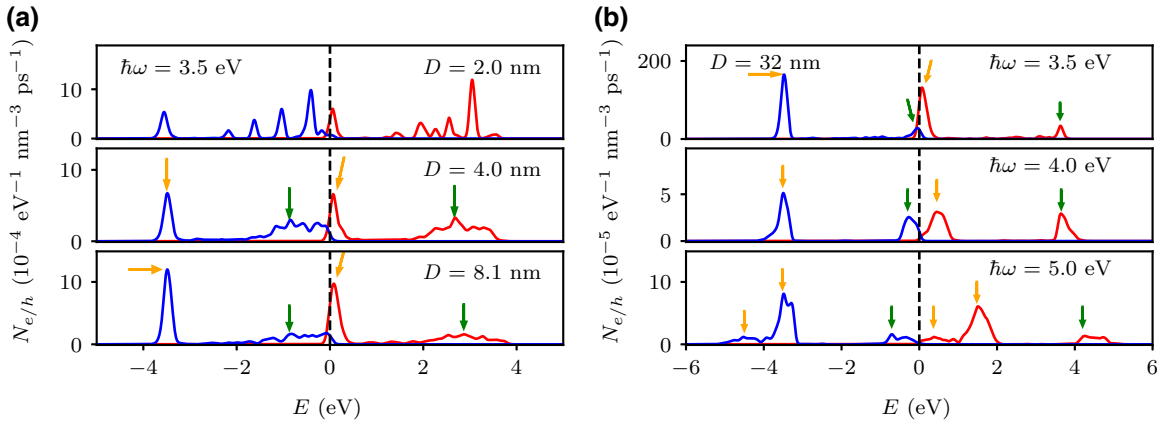 (a)
(b)
N_{e/h} (10⁻⁴ eV⁻¹ nm⁻³ ps⁻¹)
ħω = 3.5 eV
D = 2.0 nm
10
0
D = 4.0 nm
10
0
D = 8.1 nm
10
0
−4 −2 0 2 4
E (eV)
N_{e/h} (10⁻⁵ eV⁻¹ nm⁻³ ps⁻¹)
D = 32 nm
ħω = 3.5 eV
200
0
ħω = 4.0 eV
5
0
ħω = 5.0 eV
10
0
−6 −4 −2 0 2 4 6
E (eV)